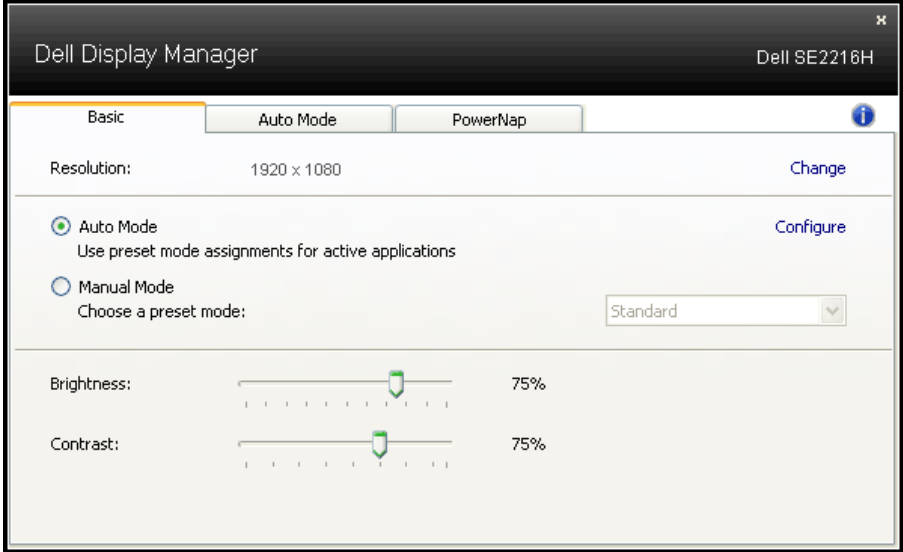 Dell Display Manager
Dell SE2216H
Basic
Auto Mode
PowerNap
Resolution:
1920 x 1080
Change
Auto Mode
Configure
Use preset mode assignments for active applications
Manual Mode
Choose a preset mode:
Standard
Brightness:
75%
Contrast:
75%